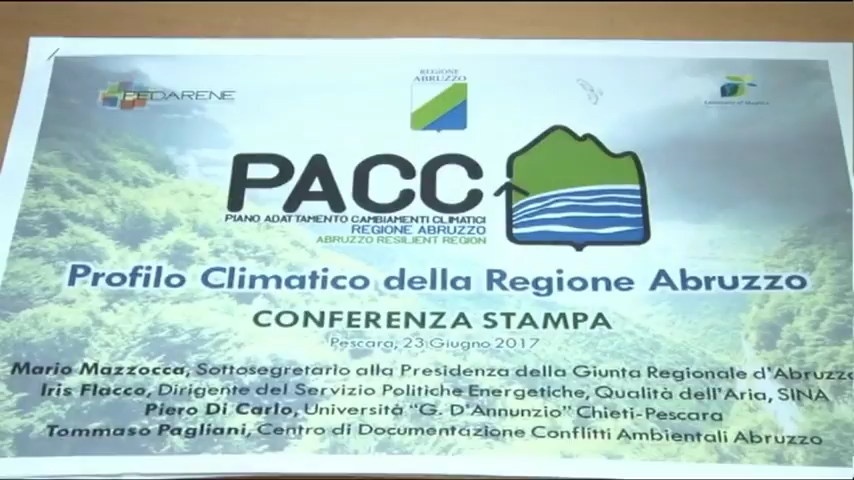 FEDARENE
REGIONE
ABRUZZO
PACC
PIANO ADATTAMENTO CAMBIAMENTI CLIMATICI
REGIONE ABRUZZO
ABRUZZO RESILIENT REGION
Profilo Climatico della Regione Abruzzo
CONFERENZA STAMPA
Pescara, 23 Giugno 2017
Mario Mazzocca, Sottosegretario alla Presidenza della Giunta Regionale d'Abruzzo
Iris Flacco, Dirigente del Servizio Politiche Energetiche, Qualità dell'Aria, SINA
Piero Di Carlo, Università "G. D'Annunzio" Chieti-Pescara
Tommaso Pagliani, Centro di Documentazione Conflitti Ambientali Abruzzo